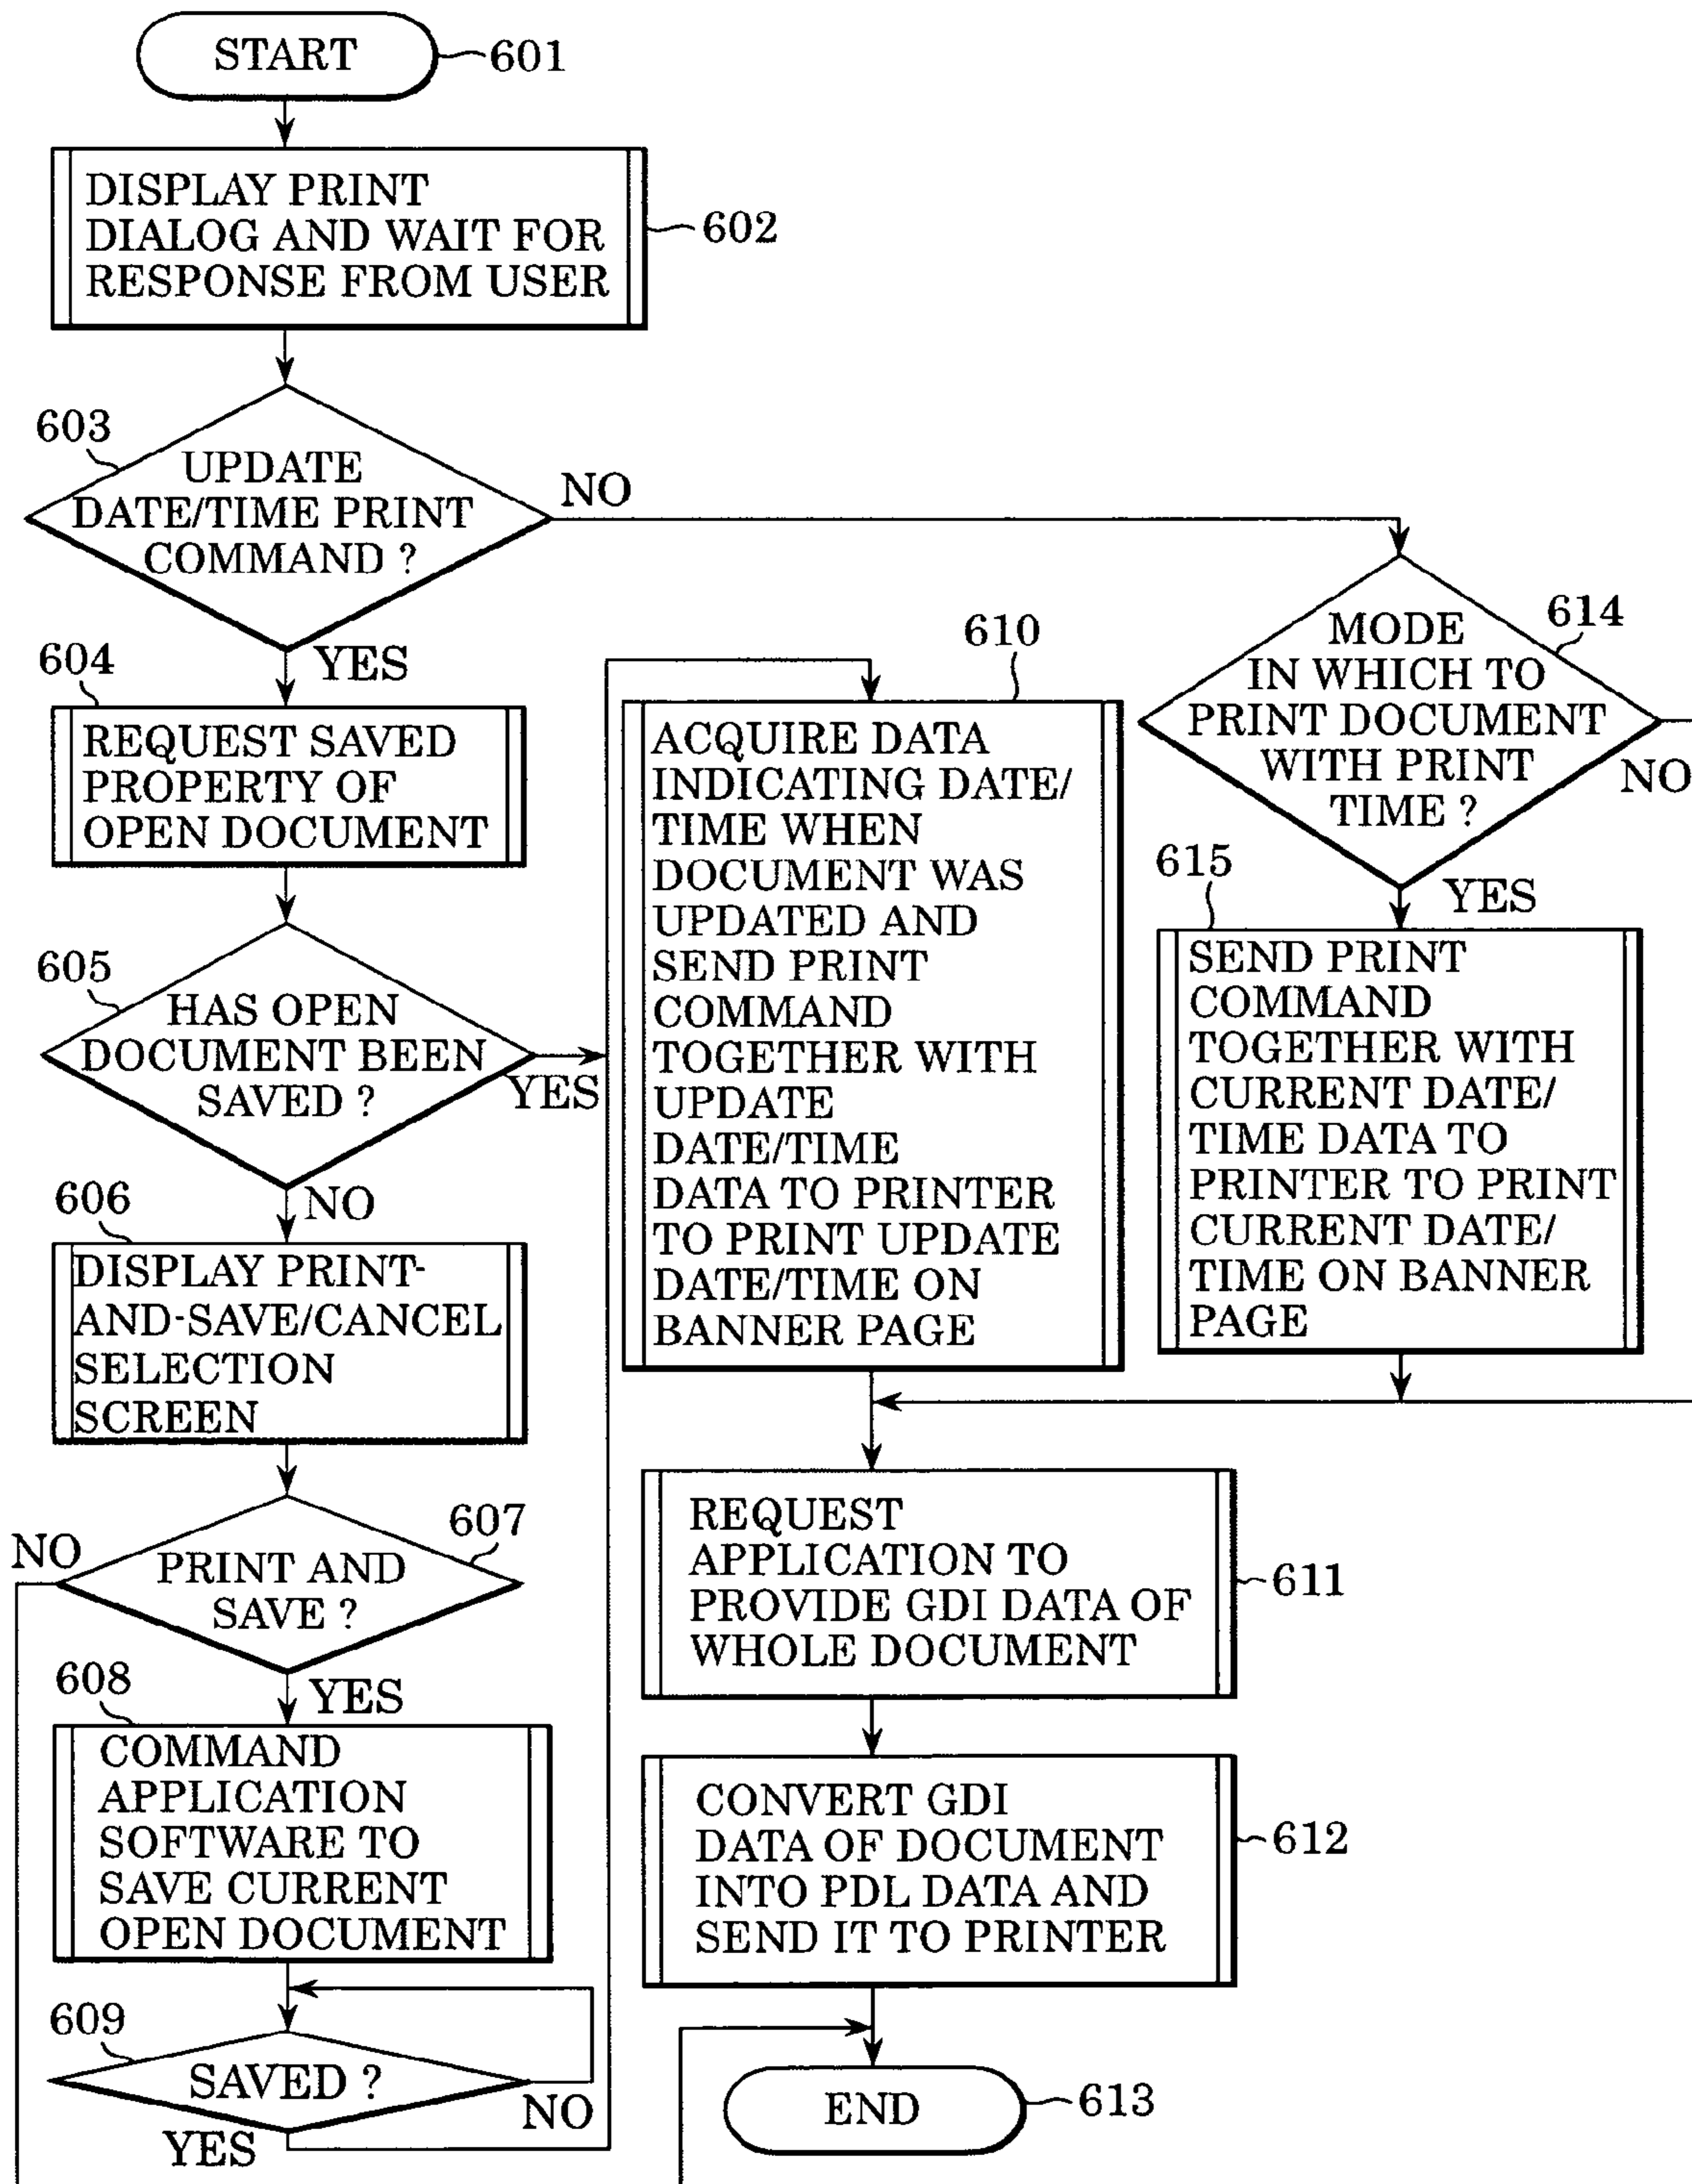 START
601
DISPLAY PRINT
DIALOG AND WAIT FOR
RESPONSE FROM USER
602
603
UPDATE
DATE/TIME PRINT
COMMAND ?
NO
YES
604
REQUEST SAVED
PROPERTY OF
OPEN DOCUMENT
605
HAS OPEN
DOCUMENT BEEN
SAVED ?
YES
NO
606
DISPLAY PRINT-
AND-SAVE/CANCEL
SELECTION
SCREEN
607
NO
PRINT AND
SAVE ?
YES
608
COMMAND
APPLICATION
SOFTWARE TO
SAVE CURRENT
OPEN DOCUMENT
609
SAVED ?
NO
YES
610
ACQUIRE DATA
INDICATING DATE/
TIME WHEN
DOCUMENT WAS
UPDATED AND
SEND PRINT
COMMAND
TOGETHER WITH
UPDATE
DATE/TIME
DATA TO PRINTER
TO PRINT UPDATE
DATE/TIME ON
BANNER PAGE
614
MODE
IN WHICH TO
PRINT DOCUMENT
WITH PRINT
TIME ?
NO
YES
615
SEND PRINT
COMMAND
TOGETHER WITH
CURRENT DATE/
TIME DATA TO
PRINTER TO PRINT
CURRENT DATE/
TIME ON BANNER
PAGE
REQUEST
APPLICATION TO
PROVIDE GDI DATA OF
WHOLE DOCUMENT
611
CONVERT GDI
DATA OF DOCUMENT
INTO PDL DATA AND
SEND IT TO PRINTER
612
END
613